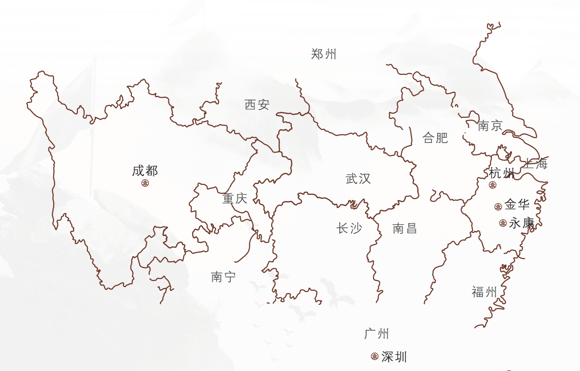 郑州
西安
南京
合肥
上海
成都
杭州
武汉
重庆
金华
永康
长沙
南昌
南宁
福州
广州
深圳